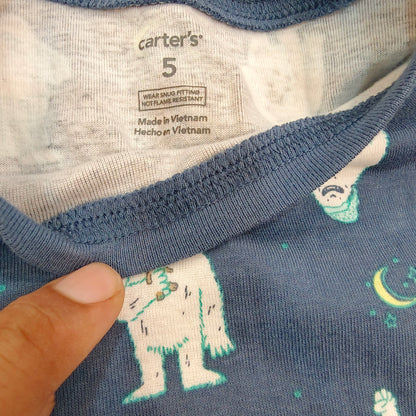 carter's®
5
WEAR SNUG FITTING
NOT FLAME RESISTANT
Made in Vietnam
Hecho en Vietnam